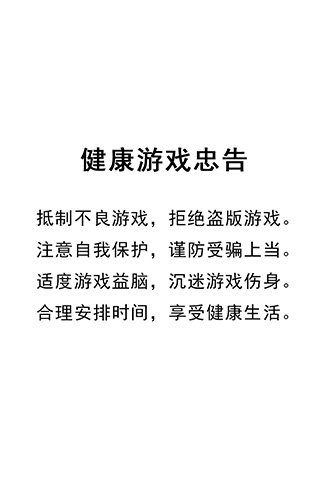 健康游戏忠告
抵制不良游戏，拒绝盗版游戏。
注意自我保护，谨防受骗上当。
适度游戏益脑，沉迷游戏伤身。
合理安排时间，享受健康生活。